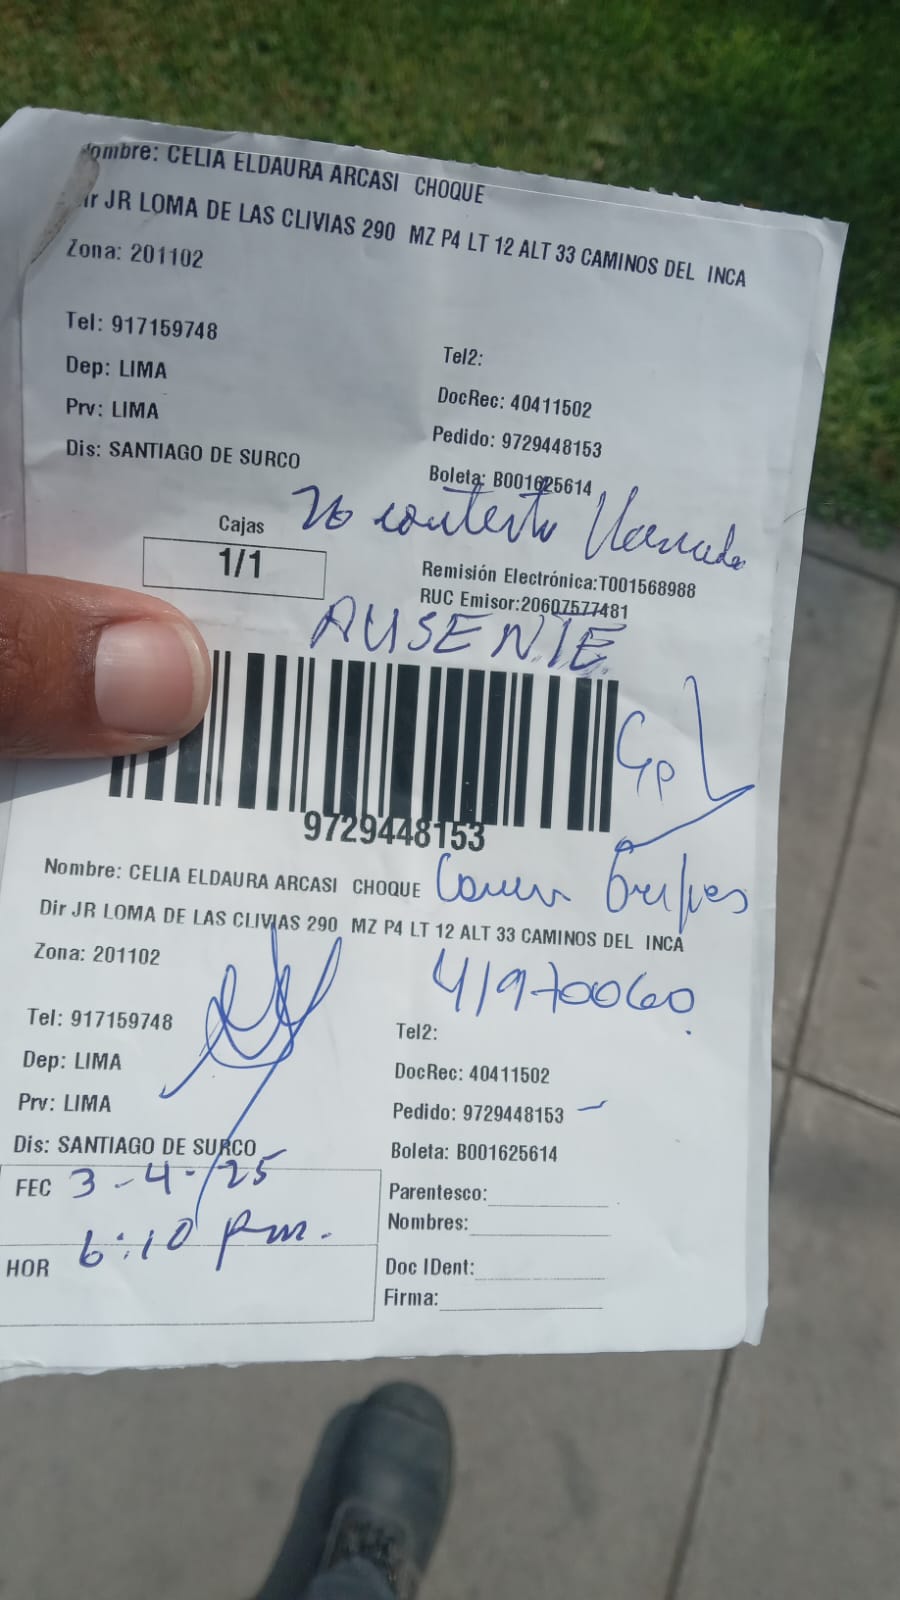 Nombre: CELIA ELDAURA ARCASI CHOQUE
Dir JR LOMA DE LAS CLIVIAS 290 MZ P4 LT 12 ALT 33 CAMINOS DEL INCA
Zona: 201102
Tel: 917159748
Tel2:
Dep: LIMA
DocRec: 40411502
Prv: LIMA
Pedido: 9729448153
Dis: SANTIAGO DE SURCO
Boleta: B001625614
No contesto llamada
Cajas
1/1
Remisión Electrónica:T001568988
RUC Emisor:20607577481
AUSENTE
9729448153
Nombre: CELIA ELDAURA ARCASI CHOQUE
Dir JR LOMA DE LAS CLIVIAS 290 MZ P4 LT 12 ALT 33 CAMINOS DEL INCA
Zona: 201102
41970060
Tel: 917159748
Tel2:
Dep: LIMA
DocRec: 40411502
Prv: LIMA
Pedido: 9729448153
Dis: SANTIAGO DE SURCO
Boleta: B001625614
FEC 3-4-25
Parentesco:
Nombres:
HOR 6:10 pm.
Doc IDent:
Firma: